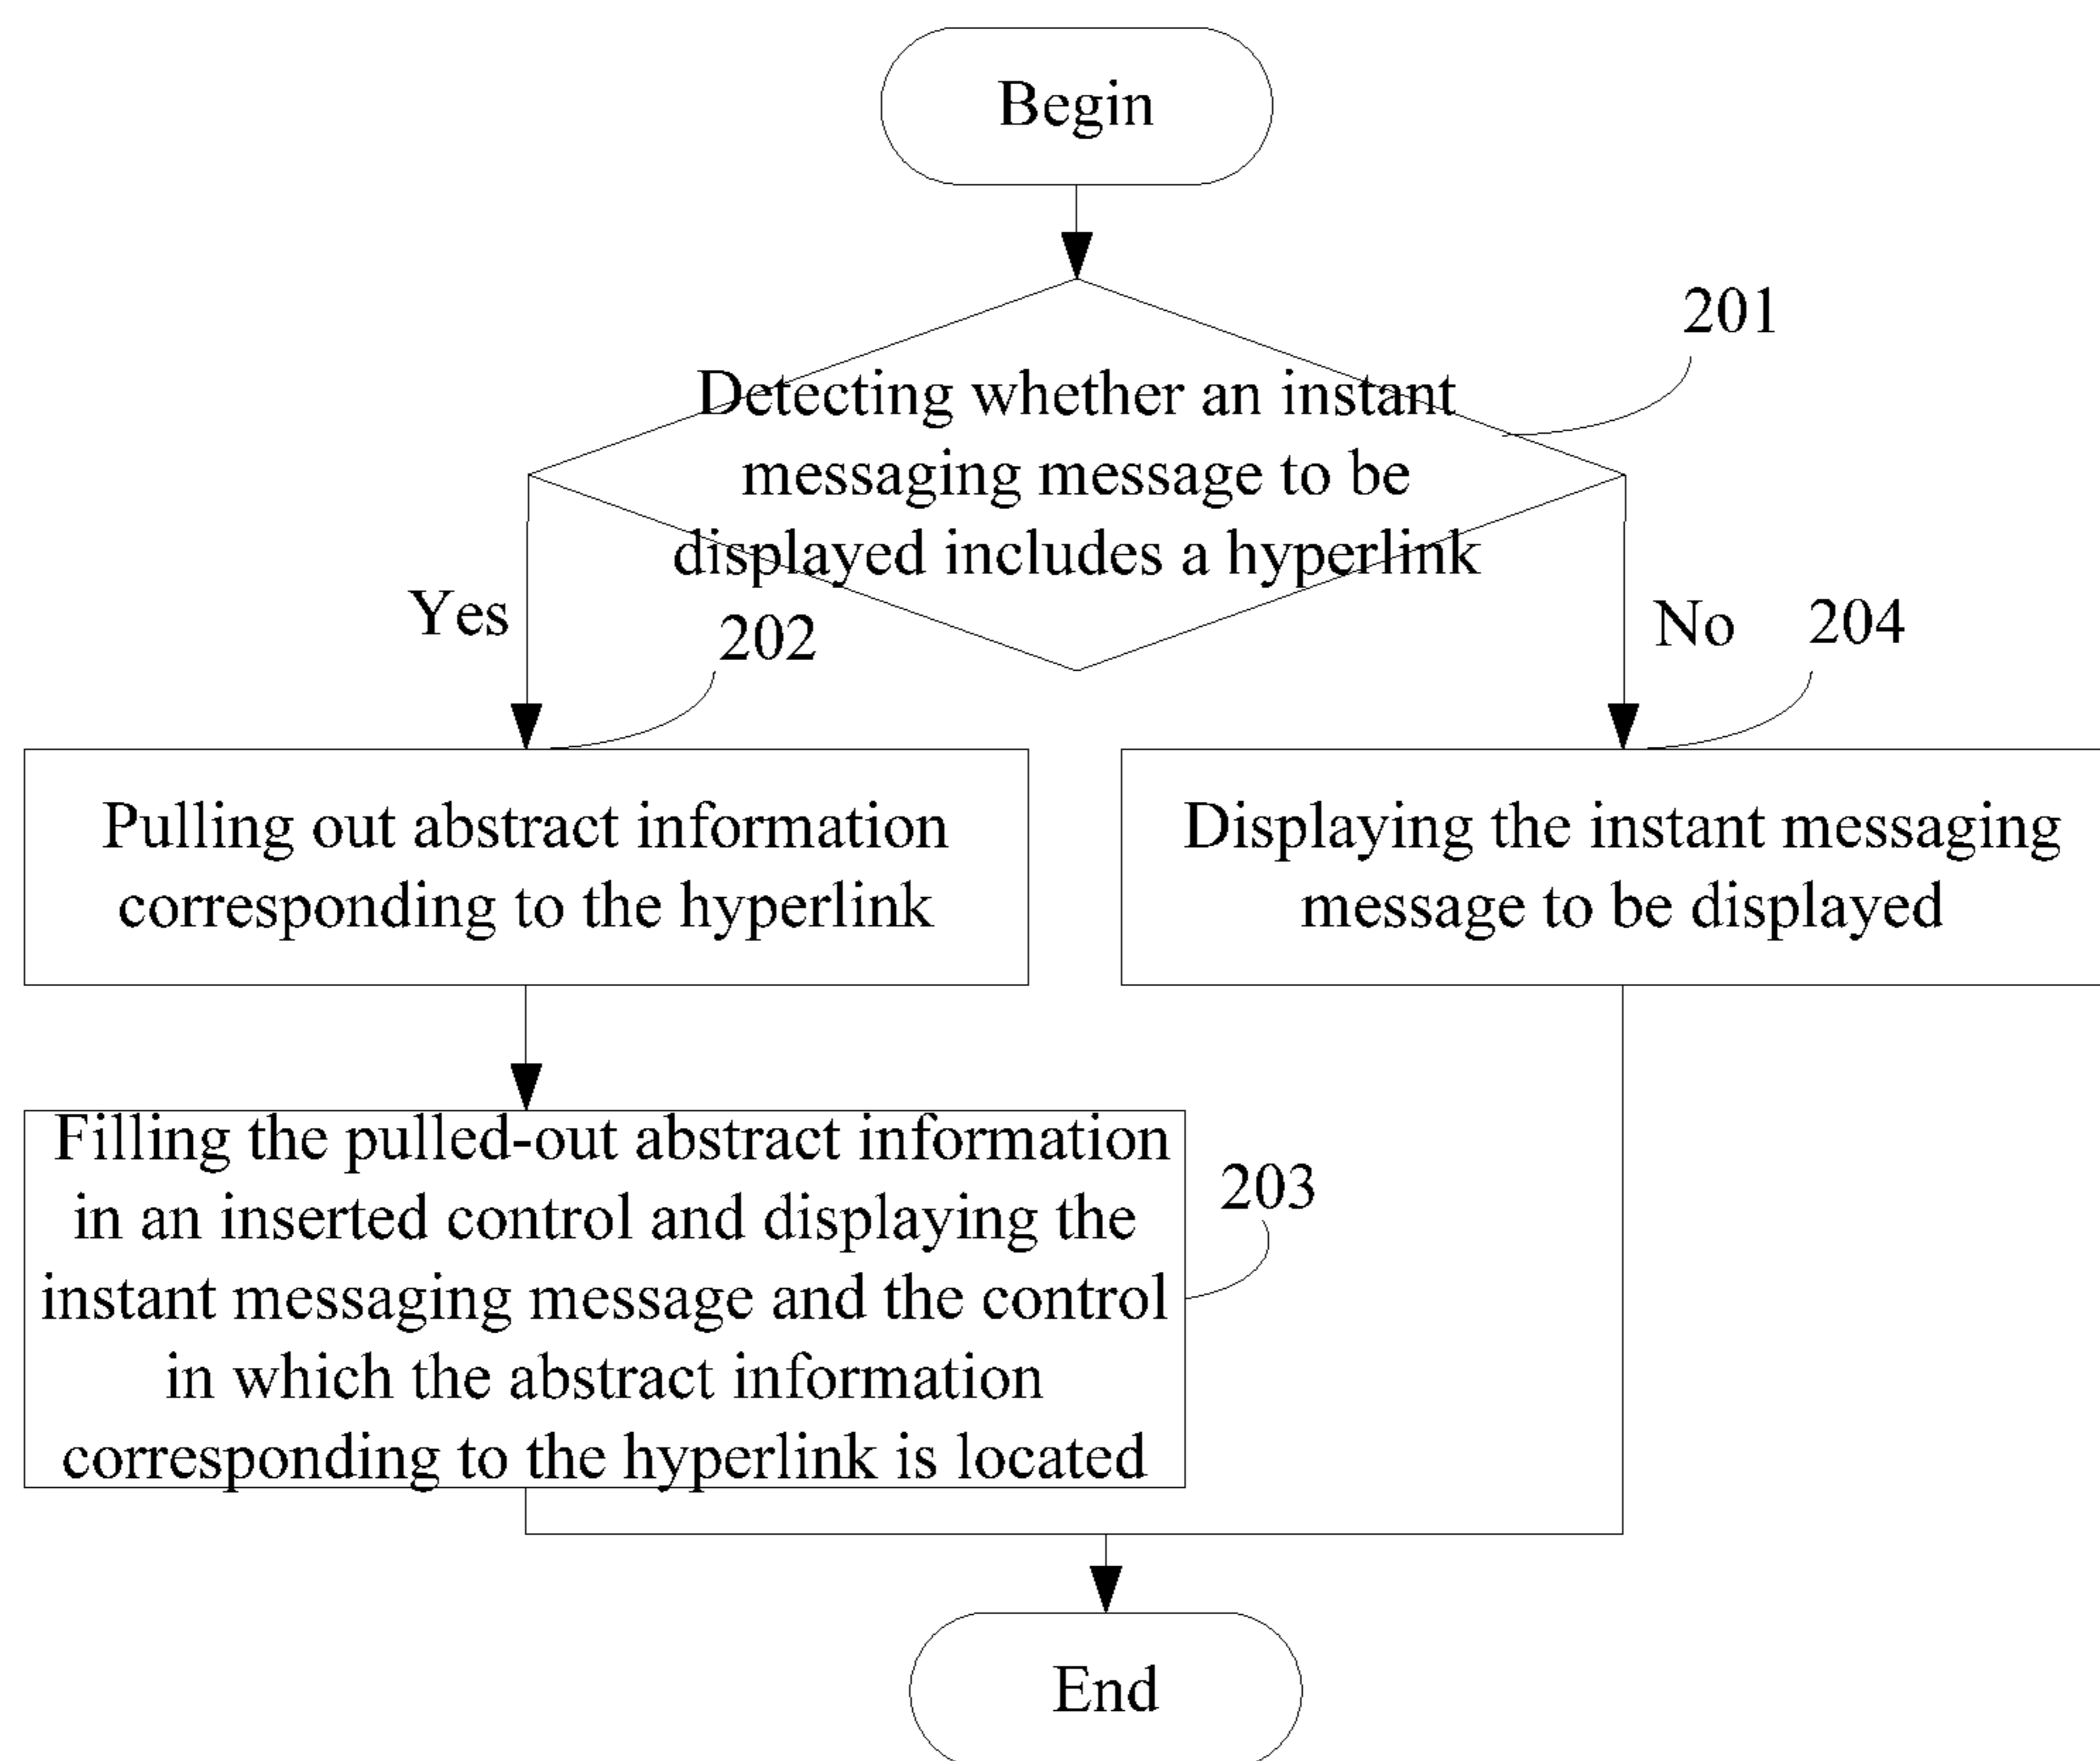 Begin
201
Detecting whether an instant
messaging message to be
displayed includes a hyperlink
Yes
202
No
204
Pulling out abstract information
corresponding to the hyperlink
Displaying the instant messaging
message to be displayed
Filling the pulled-out abstract information
in an inserted control and displaying the
instant messaging message and the control
in which the abstract information
corresponding to the hyperlink is located
203
End